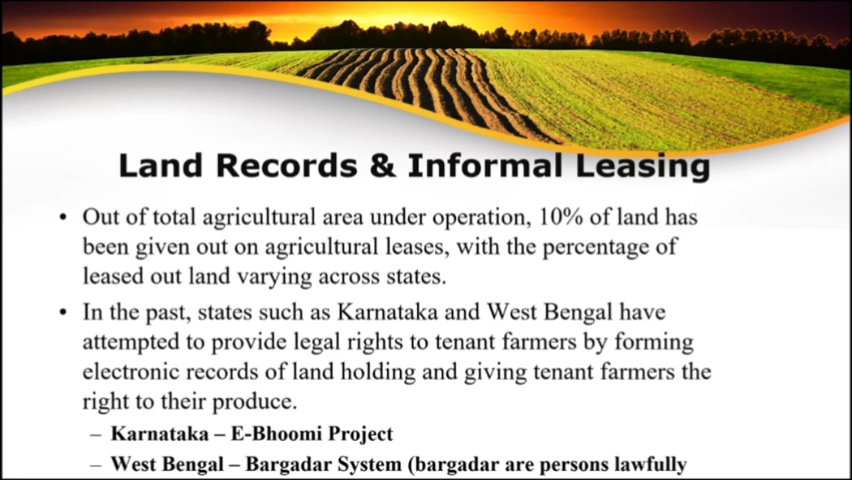 Land Records & Informal Leasing
• Out of total agricultural area under operation, 10% of land has
been given out on agricultural leases, with the percentage of
leased out land varying across states.
• In the past, states such as Karnataka and West Bengal have
attempted to provide legal rights to tenant farmers by forming
electronic records of land holding and giving tenant farmers the
right to their produce.
– Karnataka – E-Bhoomi Project
– West Bengal – Bargadar System (bargadar are persons lawfully